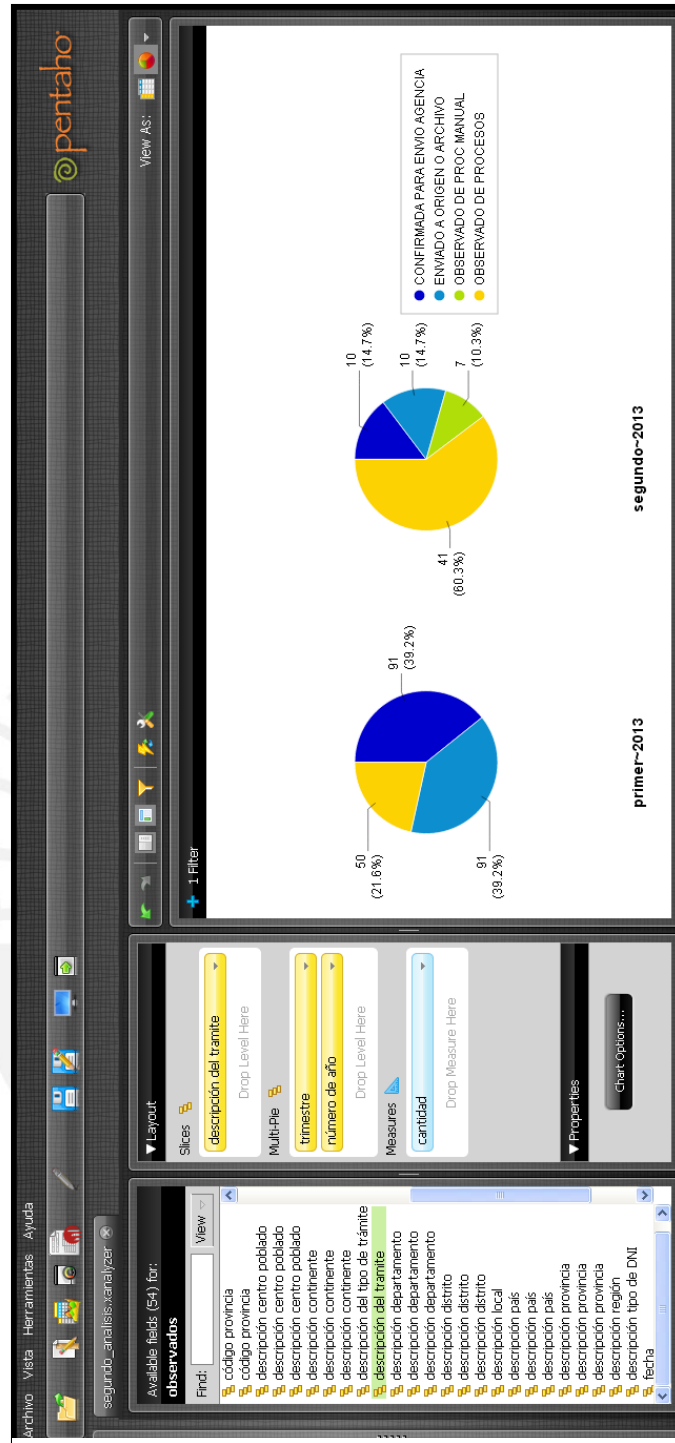 Archivo Vista Herramientas Ayuda
pentaho
segundo_analisis.xanalyzer
Available fields (54) for:
observados
Find:
View
código provincia
código provincia
descripción centro poblado
descripción centro poblado
descripción centro poblado
descripción continente
descripción continente
descripción continente
descripción del tipo de trámite
descripción del tramite
descripción departamento
descripción departamento
descripción departamento
descripción distrito
descripción distrito
descripción distrito
descripción local
descripción país
descripción país
descripción país
descripción provincia
descripción provincia
descripción provincia
descripción región
descripción tipo de DNI
fecha
Layout
Slices
descripción del tramite
Drop Level Here
Multi-Pie
trimestre
número de año
Drop Level Here
Measures
cantidad
Drop Measure Here
Properties
Chart Options...
View As:
1 Filter
50
(21.6%)
91
(39.2%)
91
(39.2%)
primer~2013
10
(14.7%)
10
(14.7%)
7
(10.3%)
41
(60.3%)
segundo~2013
CONFIRMADA PARA ENVIO AGENCIA
ENVIADO A ORIGEN O ARCHIVO
OBSERVADO DE PROC MANUAL
OBSERVADO DE PROCESOS